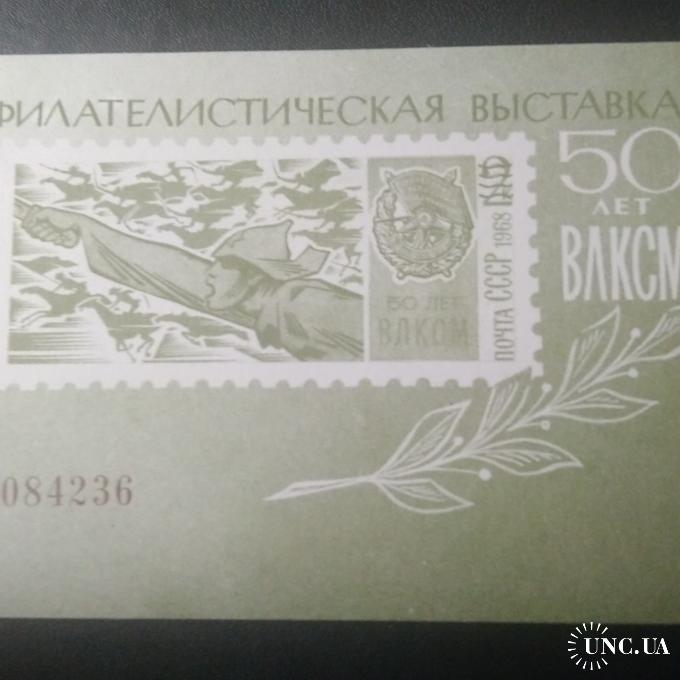 ФИЛАТЕЛИСТИЧЕСКАЯ ВЫСТАВКА
50
ЛЕТ
ВЛКСМ
50 ЛЕТ
ВЛКСМ
ПОЧТА СССР 1968
084236
UNC.UA